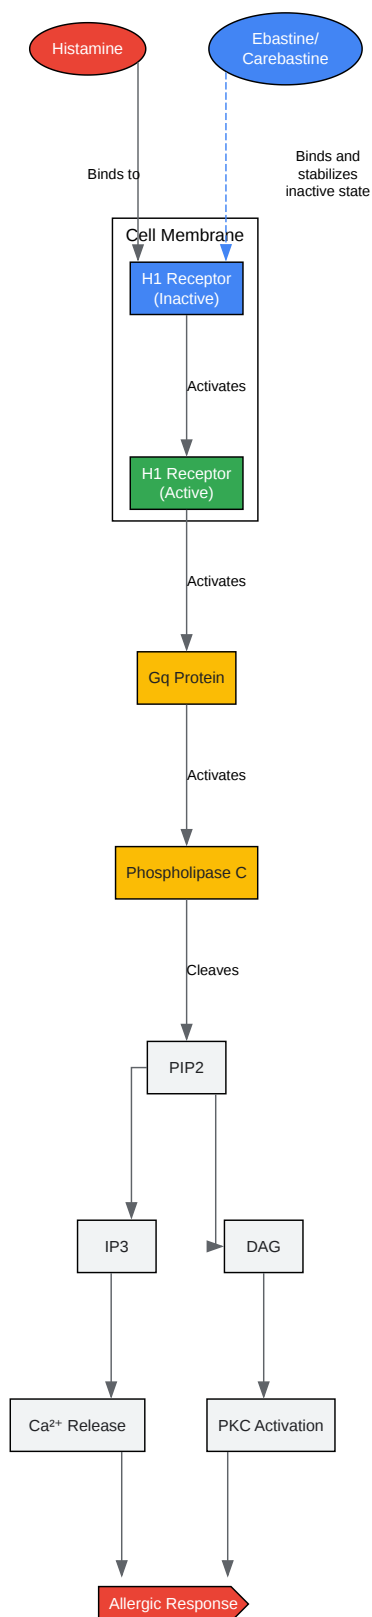 Histamine
Ebastine/
Carebastine
Binds to
Binds and
stabilizes
inactive state
Cell Membrane
H1 Receptor
(Inactive)
Activates
H1 Receptor
(Active)
Activates
Gq Protein
Activates
Phospholipase C
Cleaves
PIP2
IP3
DAG
Ca²⁺ Release
PKC Activation
Allergic Response